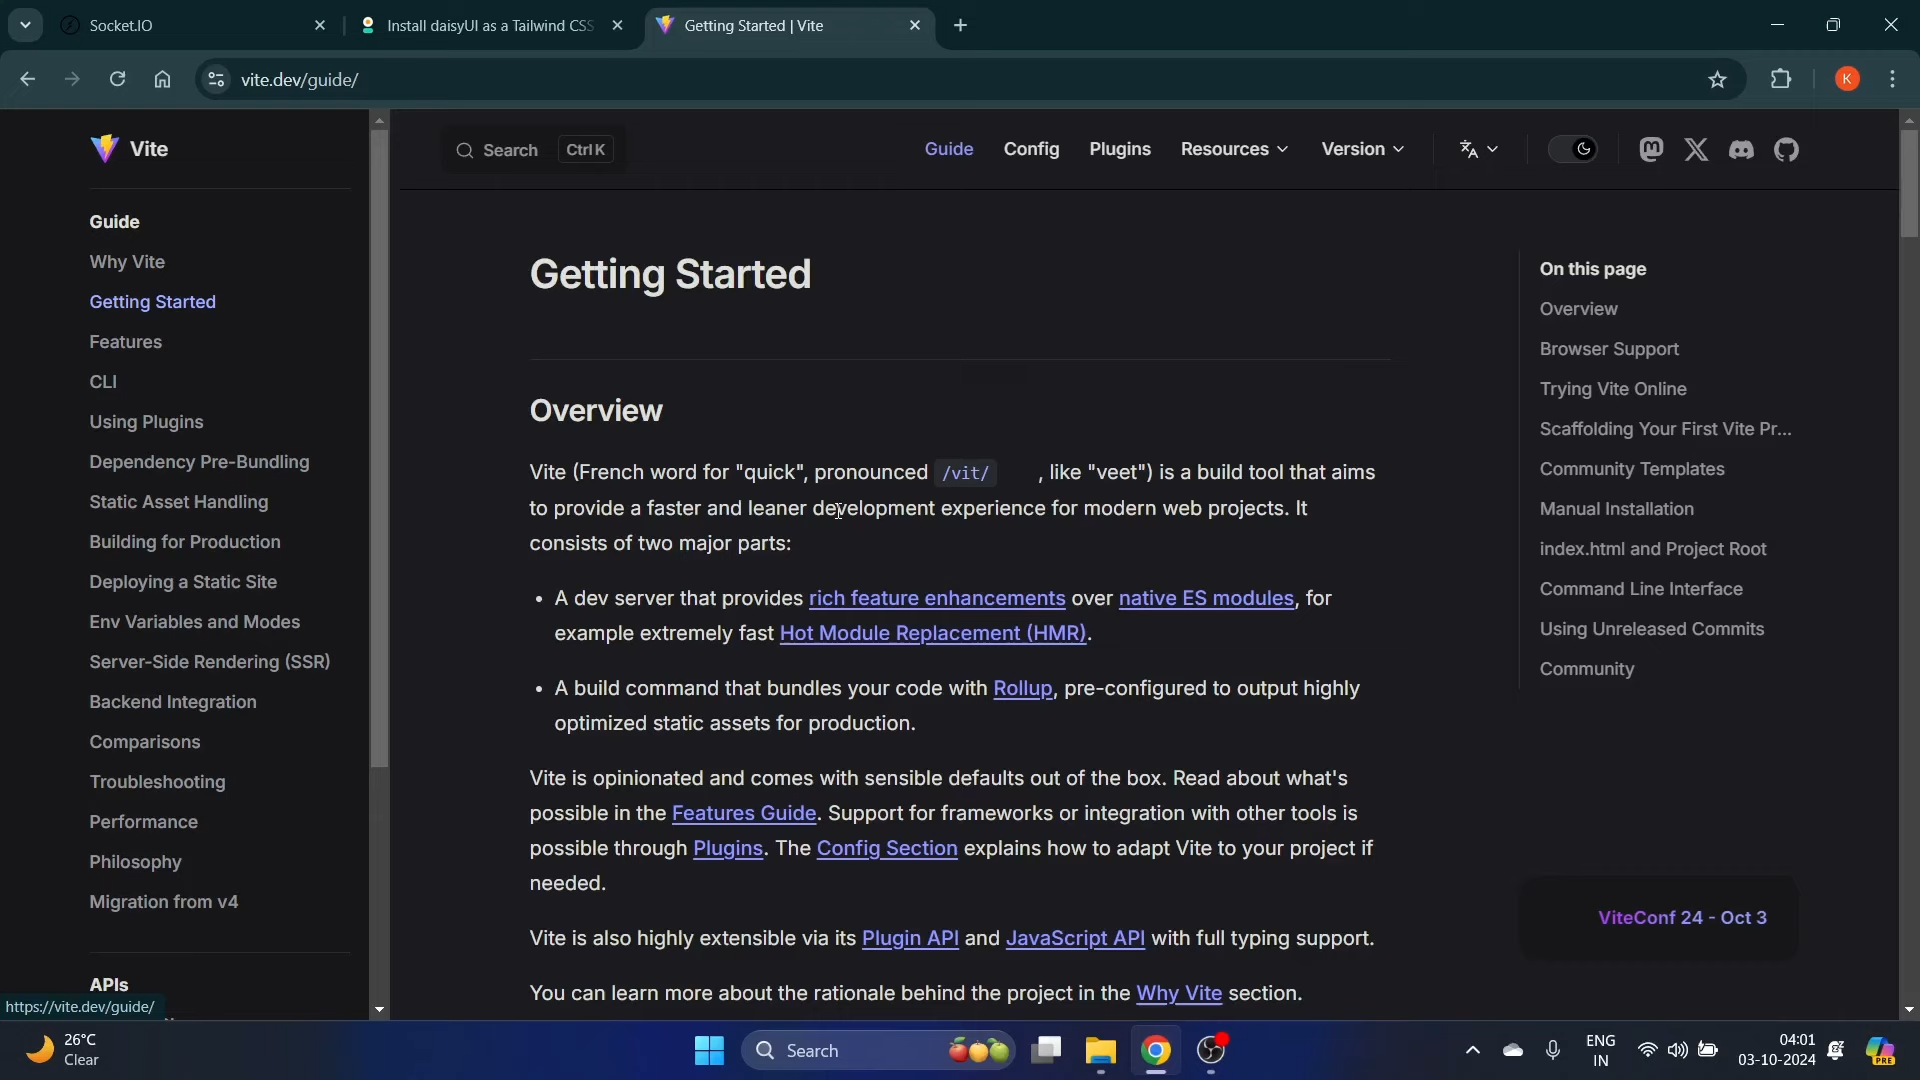 Socket.IO
Install daisyUI as a Tailwind CSS
Getting Started | Vite
vite.dev/guide/
K
Vite
Search
Ctrl K
Guide
Config
Plugins
Resources
Version
Guide
Why Vite
Getting Started
Features
CLI
Using Plugins
Dependency Pre-Bundling
Static Asset Handling
Building for Production
Deploying a Static Site
Env Variables and Modes
Server-Side Rendering (SSR)
Backend Integration
Comparisons
Troubleshooting
Performance
Philosophy
Migration from v4
APIs
https://vite.dev/guide/
Getting Started
Overview
Vite (French word for "quick", pronounced /vit/ , like "veet") is a build tool that aims
to provide a faster and leaner development experience for modern web projects. It
consists of two major parts:
• A dev server that provides rich feature enhancements over native ES modules, for
example extremely fast Hot Module Replacement (HMR).
• A build command that bundles your code with Rollup, pre-configured to output highly
optimized static assets for production.
Vite is opinionated and comes with sensible defaults out of the box. Read about what's
possible in the Features Guide. Support for frameworks or integration with other tools is
possible through Plugins. The Config Section explains how to adapt Vite to your project if
needed.
Vite is also highly extensible via its Plugin API and JavaScript API with full typing support.
You can learn more about the rationale behind the project in the Why Vite section.
On this page
Overview
Browser Support
Trying Vite Online
Scaffolding Your First Vite Pr...
Community Templates
Manual Installation
index.html and Project Root
Command Line Interface
Using Unreleased Commits
Community
ViteConf 24 - Oct 3
26°C
Clear
Search
ENG
IN
04:01
03-10-2024
PRE